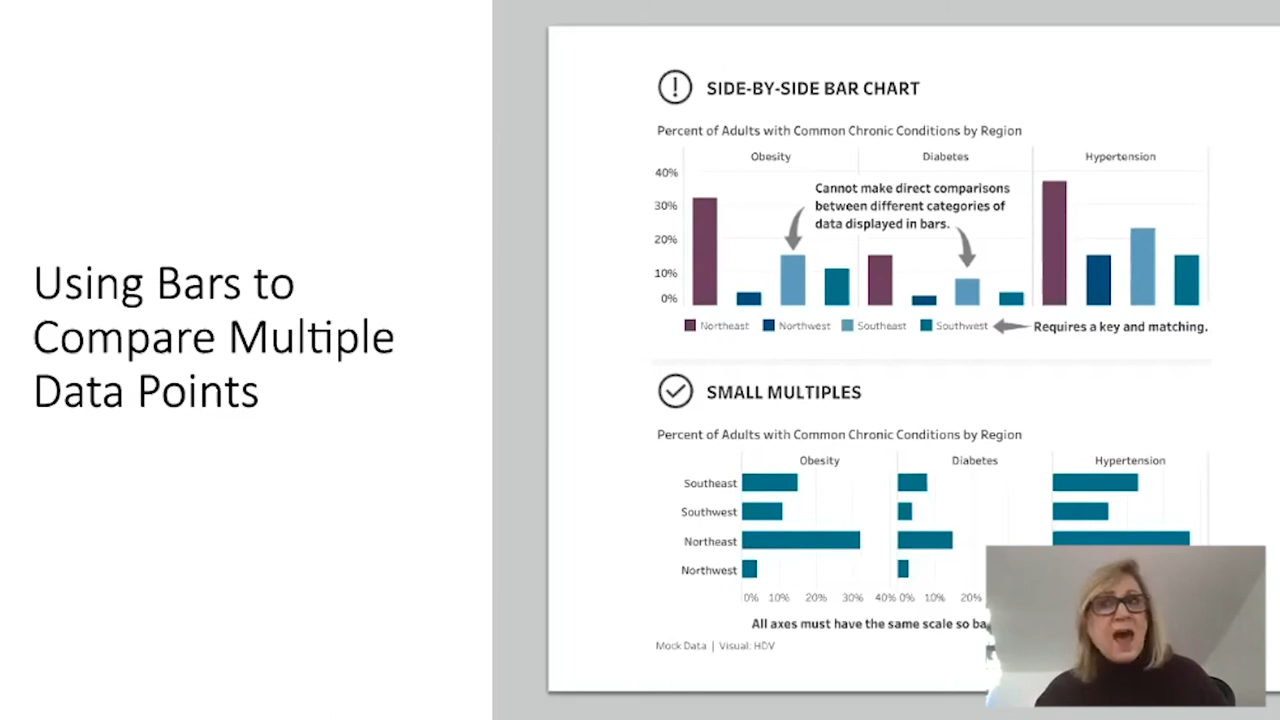 Using Bars to
Compare Multiple
Data Points
! SIDE-BY-SIDE BAR CHART
Percent of Adults with Common Chronic Conditions by Region
Obesity Diabetes Hypertension
40%
30%
20%
10%
0%
Cannot make direct comparisons
between different categories of
data displayed in bars.
Northeast Northwest Southeast Southwest Requires a key and matching.
SMALL MULTIPLES
Percent of Adults with Common Chronic Conditions by Region
Obesity Diabetes Hypertension
Southeast
Southwest
Northeast
Northwest
0% 10% 20% 30% 40% 0% 10% 20%
All axes must have the same scale so
Mock Data | Visual: HDV